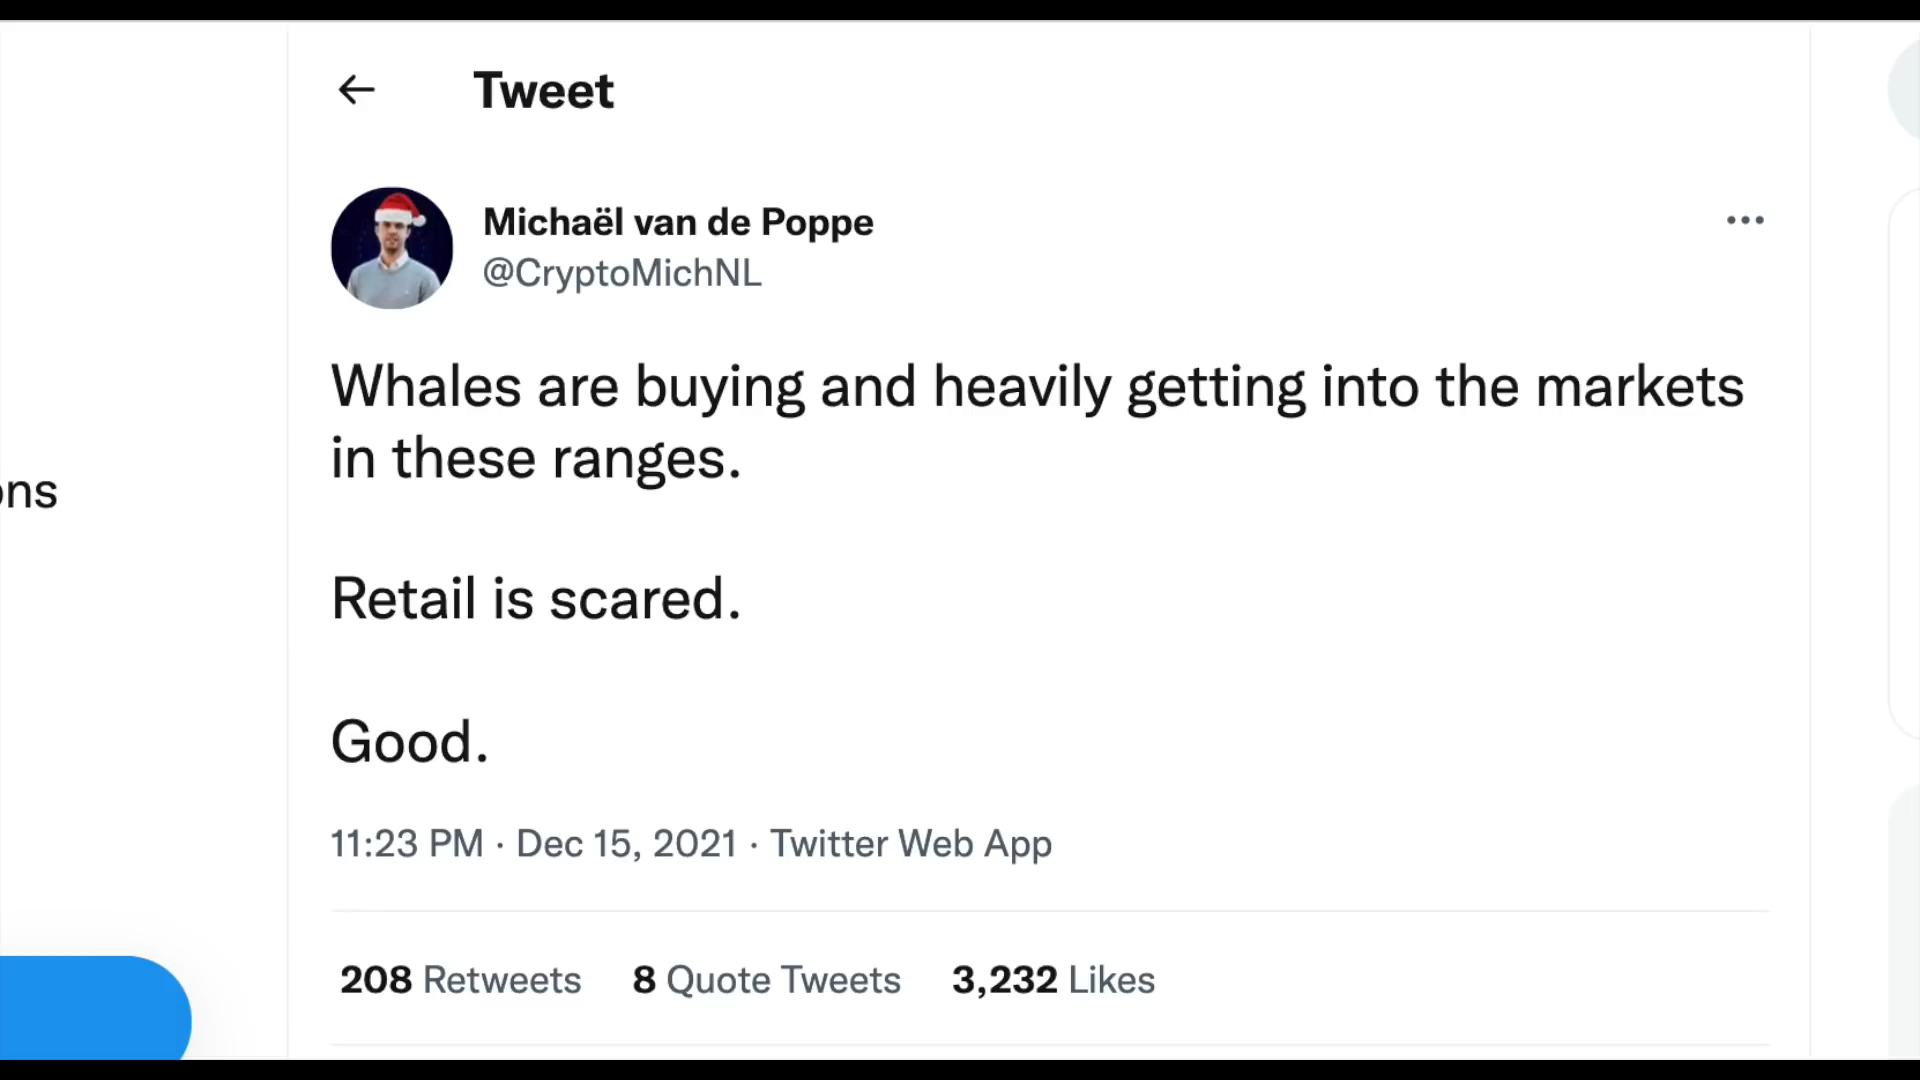 Tweet
Michaël van de Poppe
@CryptoMichNL
Whales are buying and heavily getting into the markets
in these ranges.
ons
Retail is scared.
Good.
11:23 PM · Dec 15, 2021 · Twitter Web App
208 Retweets 8 Quote Tweets 3,232 Likes